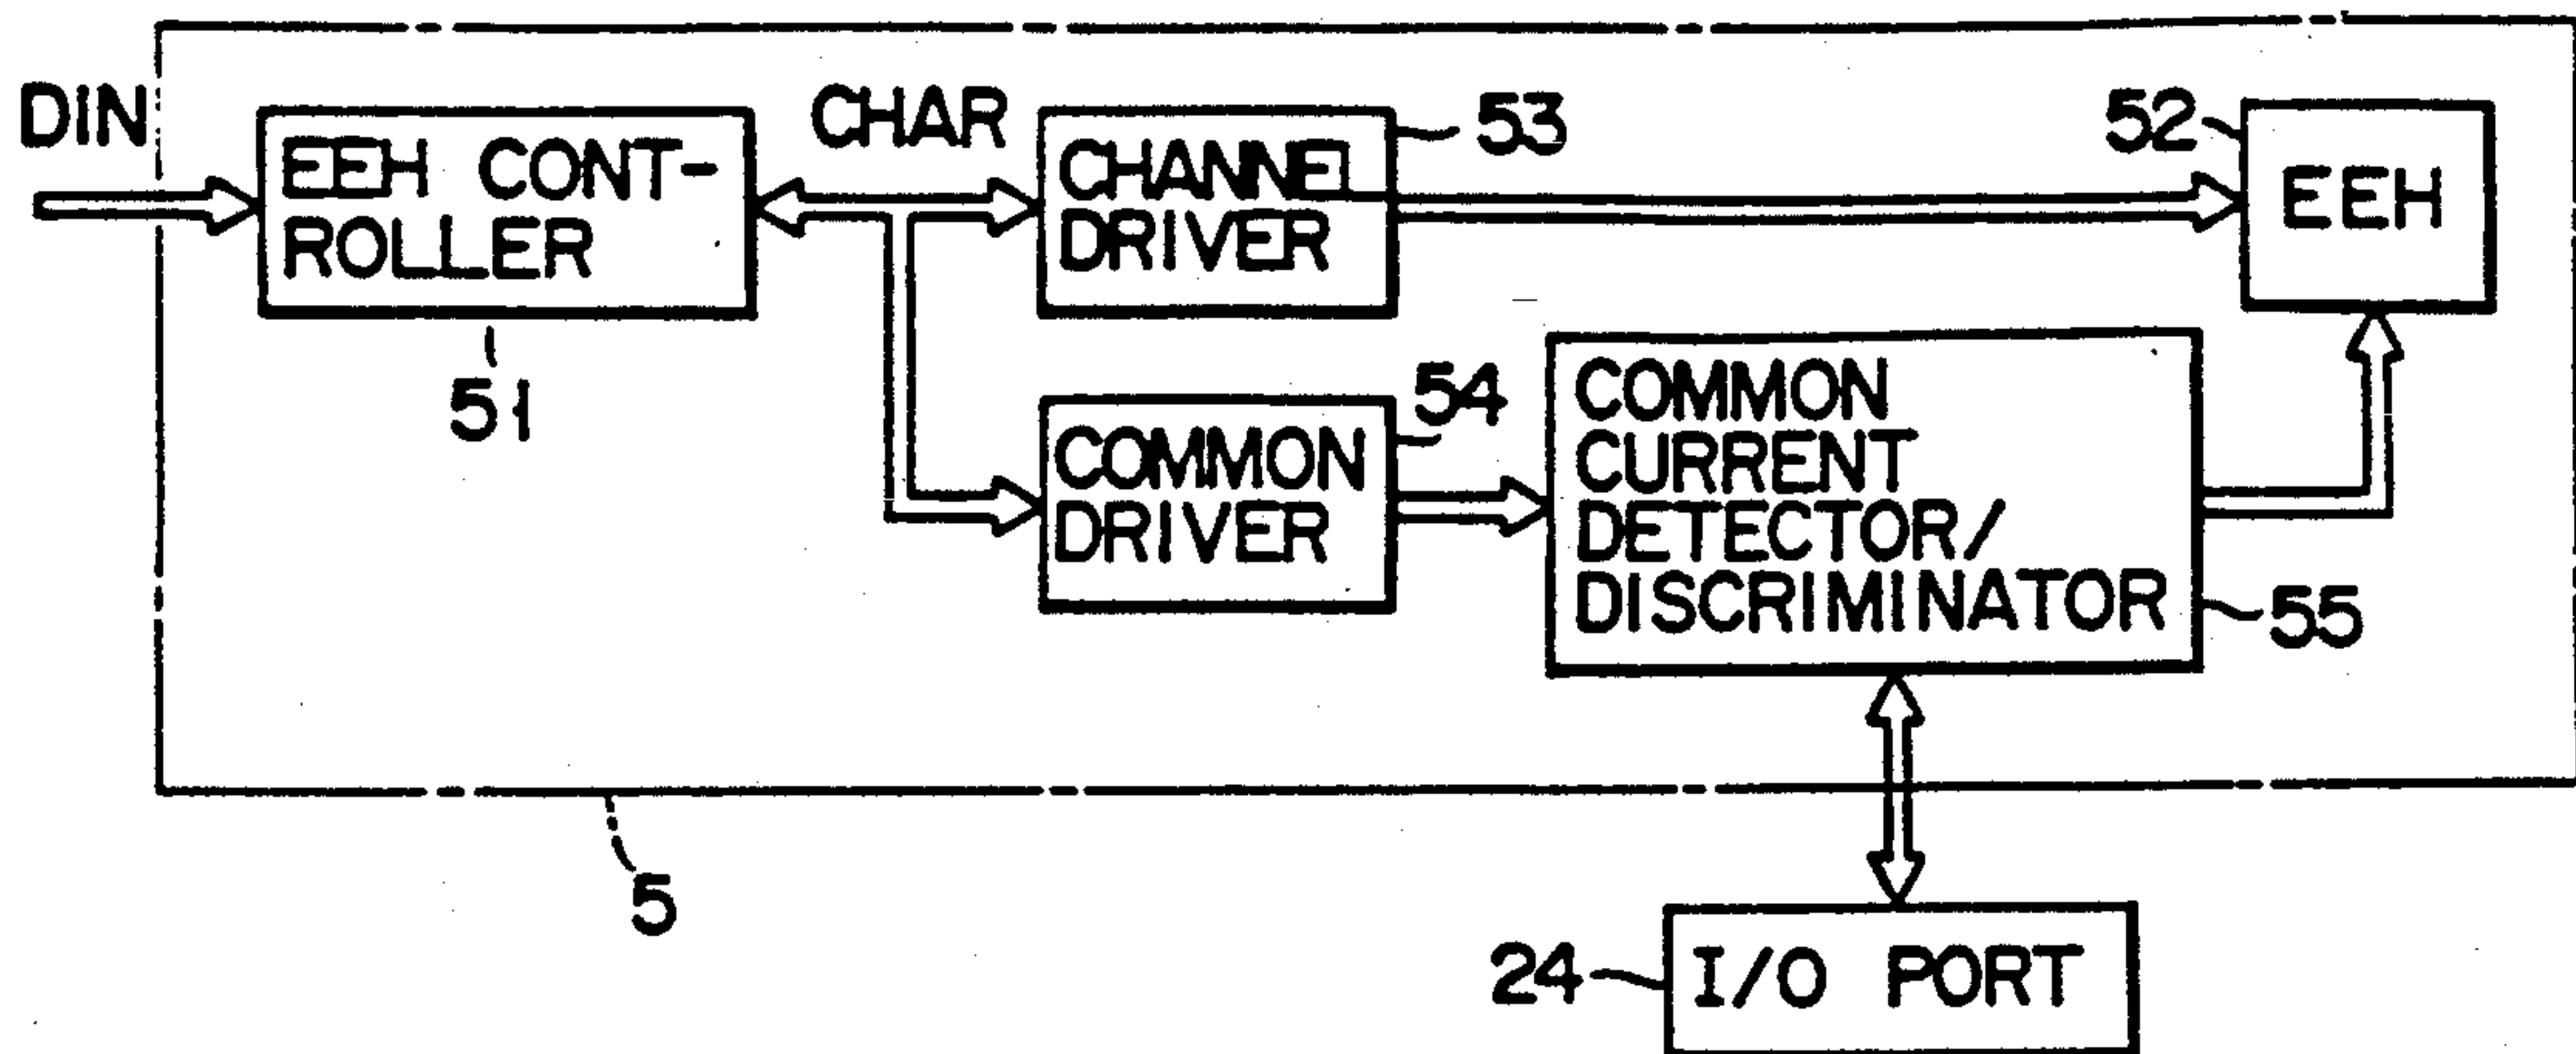 DIN
EEH CONT-
ROLLER
51
CHAR
CHANNEL
DRIVER
53
52
EEH
COMMON
DRIVER
54
COMMON
CURRENT
DETECTOR/
DISCRIMINATOR
55
5
24
I/O PORT